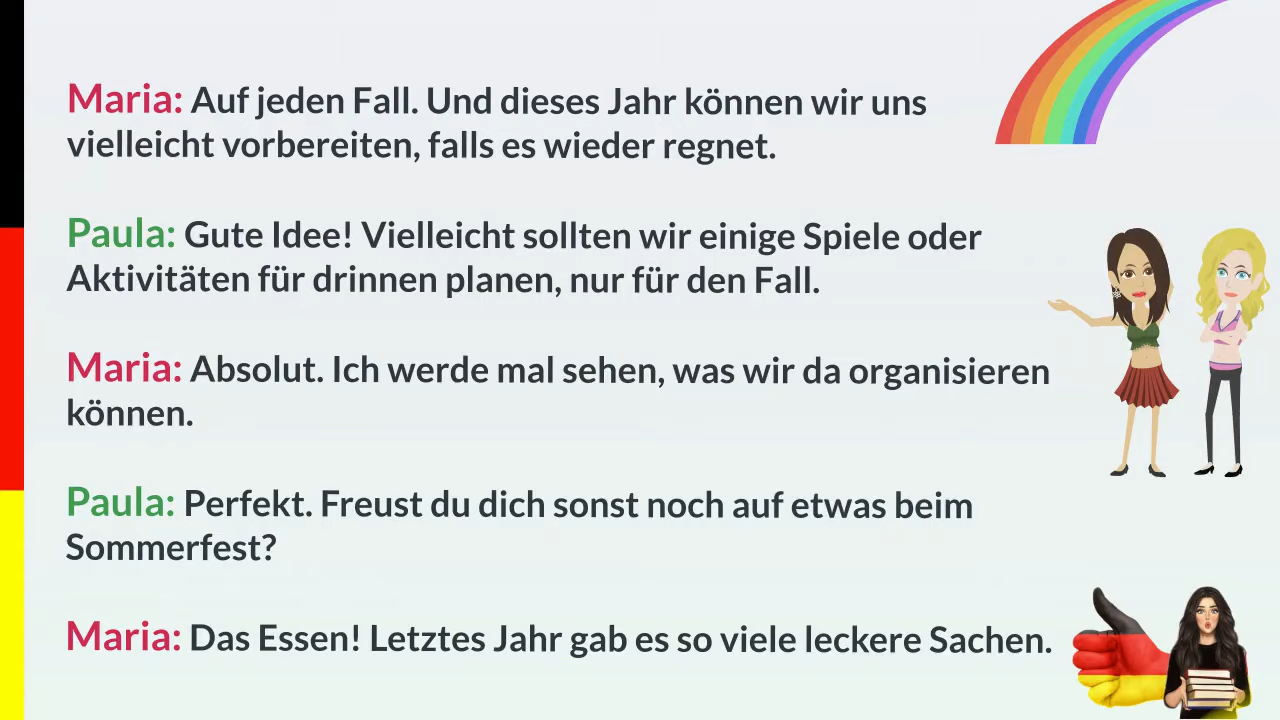 Maria: Auf jeden Fall. Und dieses Jahr können wir uns
vielleicht vorbereiten, falls es wieder regnet.
Paula: Gute Idee! Vielleicht sollten wir einige Spiele oder
Aktivitäten für drinnen planen, nur für den Fall.
Maria: Absolut. Ich werde mal sehen, was wir da organisieren
können.
Paula: Perfekt. Freust du dich sonst noch auf etwas beim
Sommerfest?
Maria: Das Essen! Letztes Jahr gab es so viele leckere Sachen.